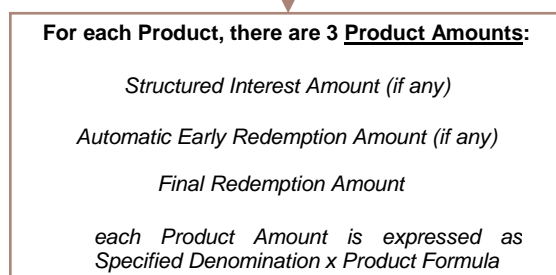 For each Product, there are 3 Product Amounts:
Structured Interest Amount (if any)
Automatic Early Redemption Amount (if any)
Final Redemption Amount
each Product Amount is expressed as
Specified Denomination x Product Formula